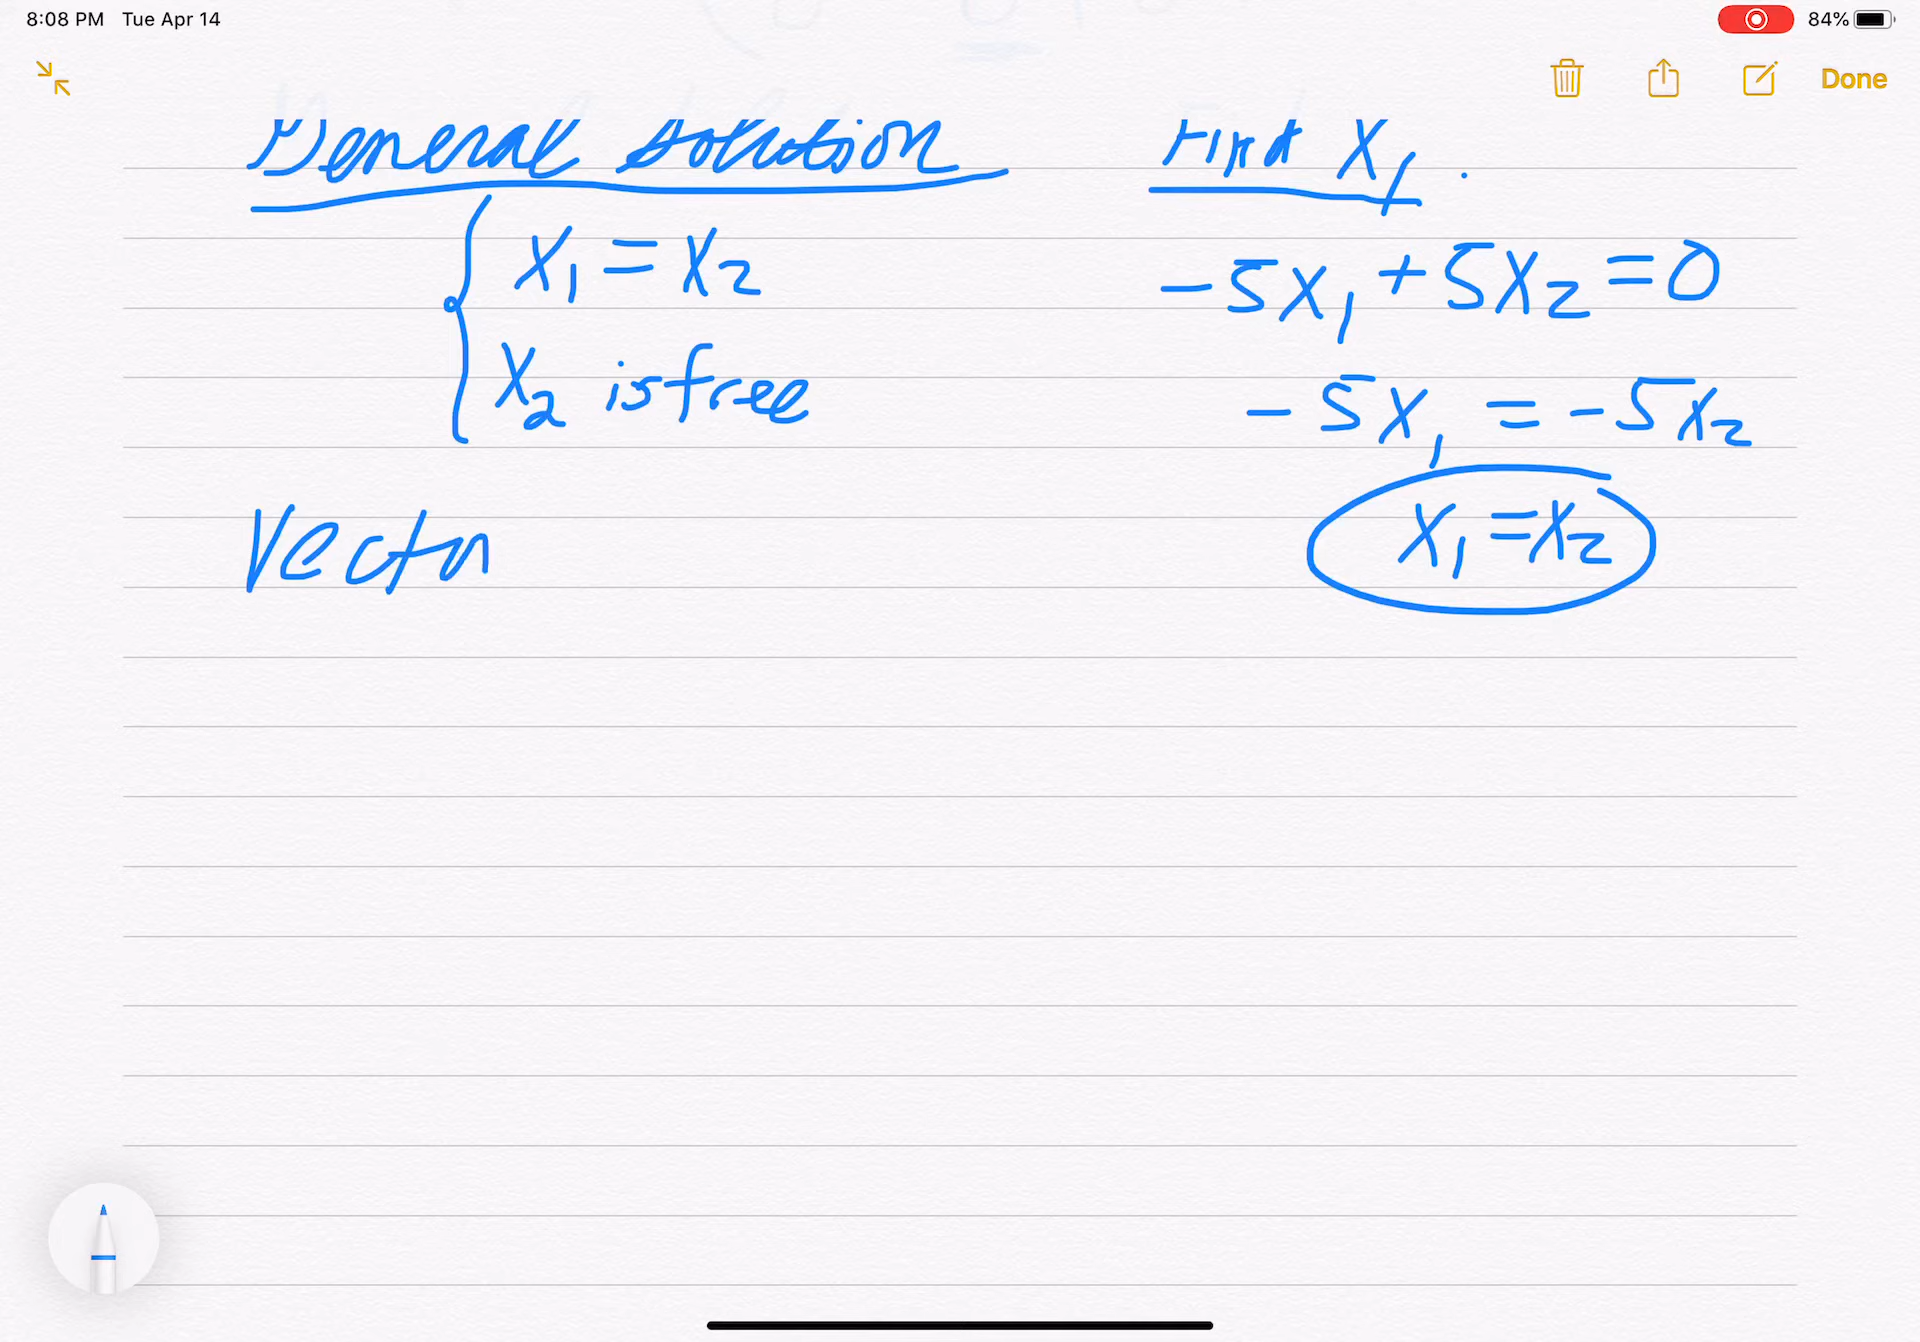 8:08 PM Tue Apr 14
84%
Done
General Solution
x₁ = x₂
x₂ is free
Vector
Find x₁.
-5x₁ + 5x₂ = 0
-5x₁ = -5x₂
x₁ = x₂